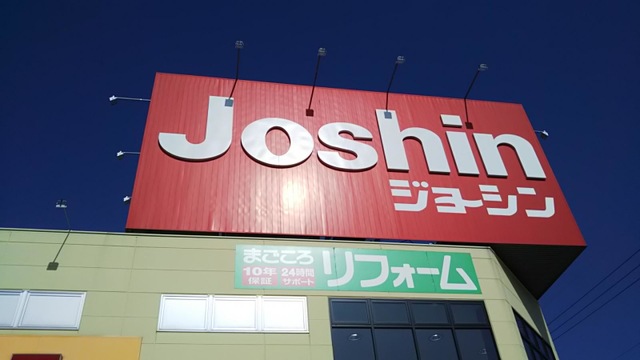 Joshin
ジョーシン
まごころ
10年保証
24時間サポート
リフォーム